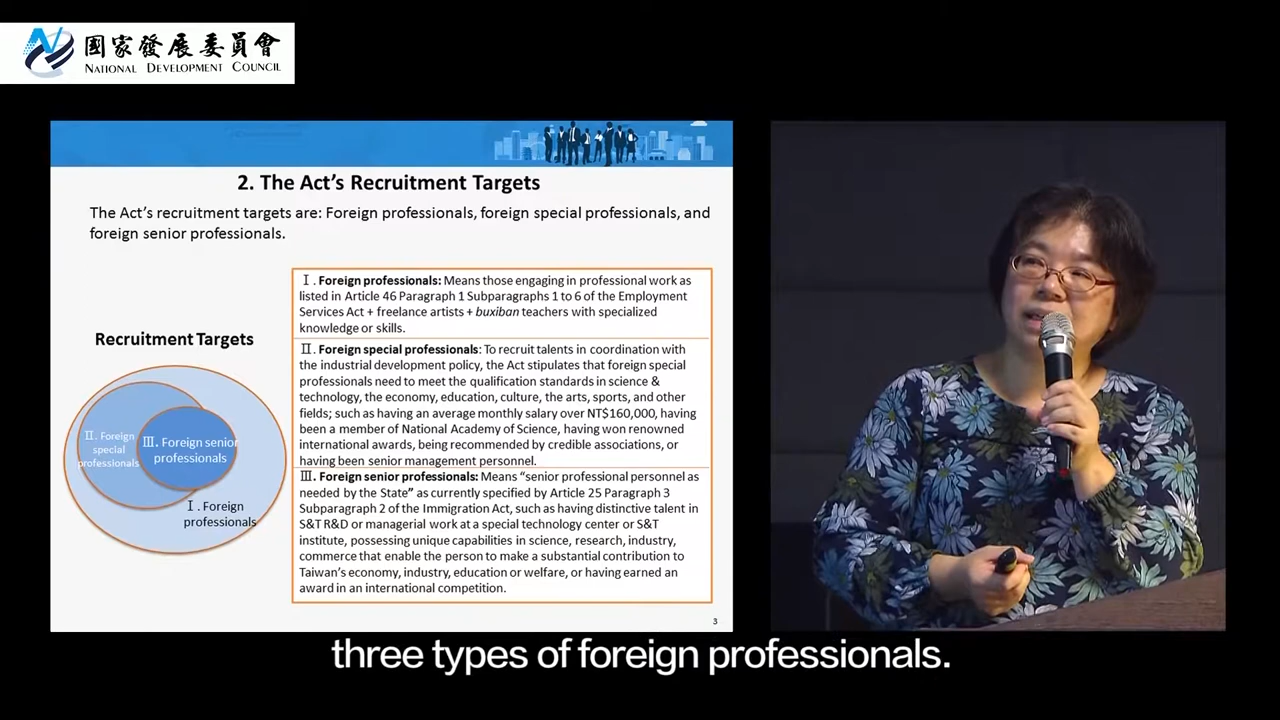 國家發展委員會
NATIONAL DEVELOPMENT COUNCIL
2. The Act's Recruitment Targets
The Act's recruitment targets are: Foreign professionals, foreign special professionals, and
foreign senior professionals.
Recruitment Targets
Ⅱ. Foreign
special
professionals
Ⅲ. Foreign senior
professionals
Ⅰ. Foreign
professionals
Ⅰ. Foreign professionals: Means those engaging in professional work as
listed in Article 46 Paragraph 1 Subparagraphs 1 to 6 of the Employment
Services Act + freelance artists + buxiban teachers with specialized
knowledge or skills.
Ⅱ. Foreign special professionals: To recruit talents in coordination with
the industrial development policy, the Act stipulates that foreign special
professionals need to meet the qualification standards in science &
technology, the economy, education, culture, the arts, sports, and other
fields; such as having an average monthly salary over NT$160,000, having
been a member of National Academy of Science, having won renowned
international awards, being recommended by credible associations, or
having been senior management personnel.
Ⅲ. Foreign senior professionals: Means “senior professional personnel as
needed by the State” as currently specified by Article 25 Paragraph 3
Subparagraph 2 of the Immigration Act, such as having distinctive talent in
S&T R&D or managerial work at a special technology center or S&T
institute, possessing unique capabilities in science, research, industry,
commerce that enable the person to make a substantial contribution to
Taiwan's economy, industry, education or welfare, or having earned an
award in an international competition.
3
three types of foreign professionals.